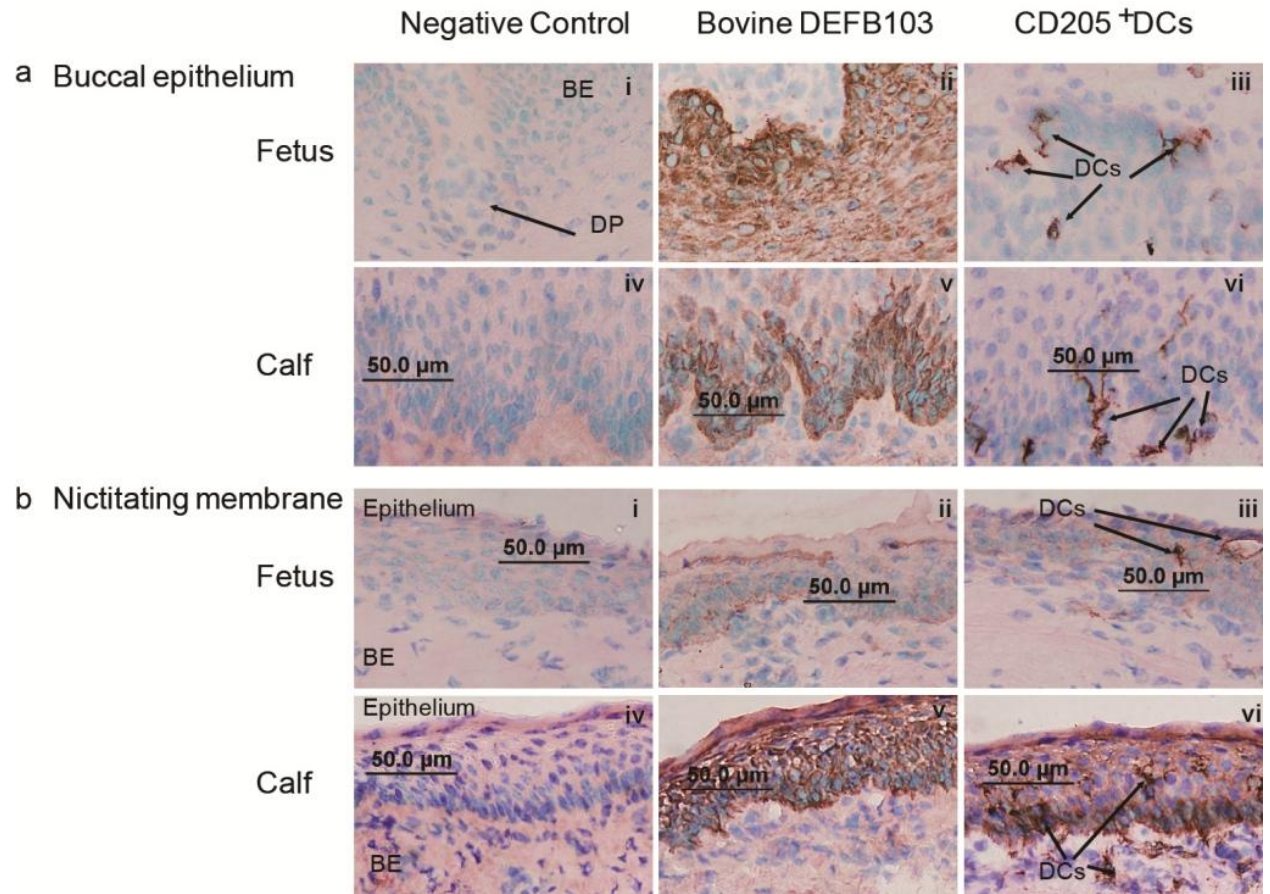 Negative Control Bovine DEFB103 CD205 +DCs
a Buccal epithelium
BE i ii iii
Fetus
DCs
DP
iv v vi
Calf
50.0 µm 50.0 µm 50.0 µm
DCs
b Nictitating membrane
Epithelium i ii DCs iii
50.0 µm
Fetus 50.0 µm 50.0 µm
BE
Epithelium iv v vi
50.0 µm 50.0 µm 50.0 µm
Calf
BE DCs